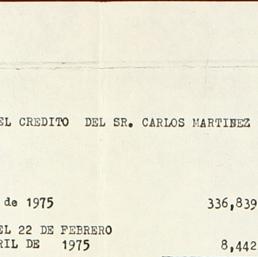 EL CREDITO DEL SR. CARLOS MARTINEZ
de 1975 336,839
EL 22 DE FEBRERO
RIL DE 1975 8,442